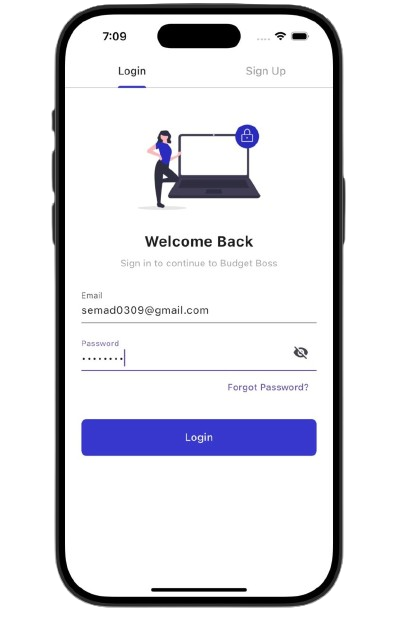 7:09
Login Sign Up
Welcome Back
Sign in to continue to Budget Boss
Email
semad0309@gmail.com
Password
••••••••
Forgot Password?
Login